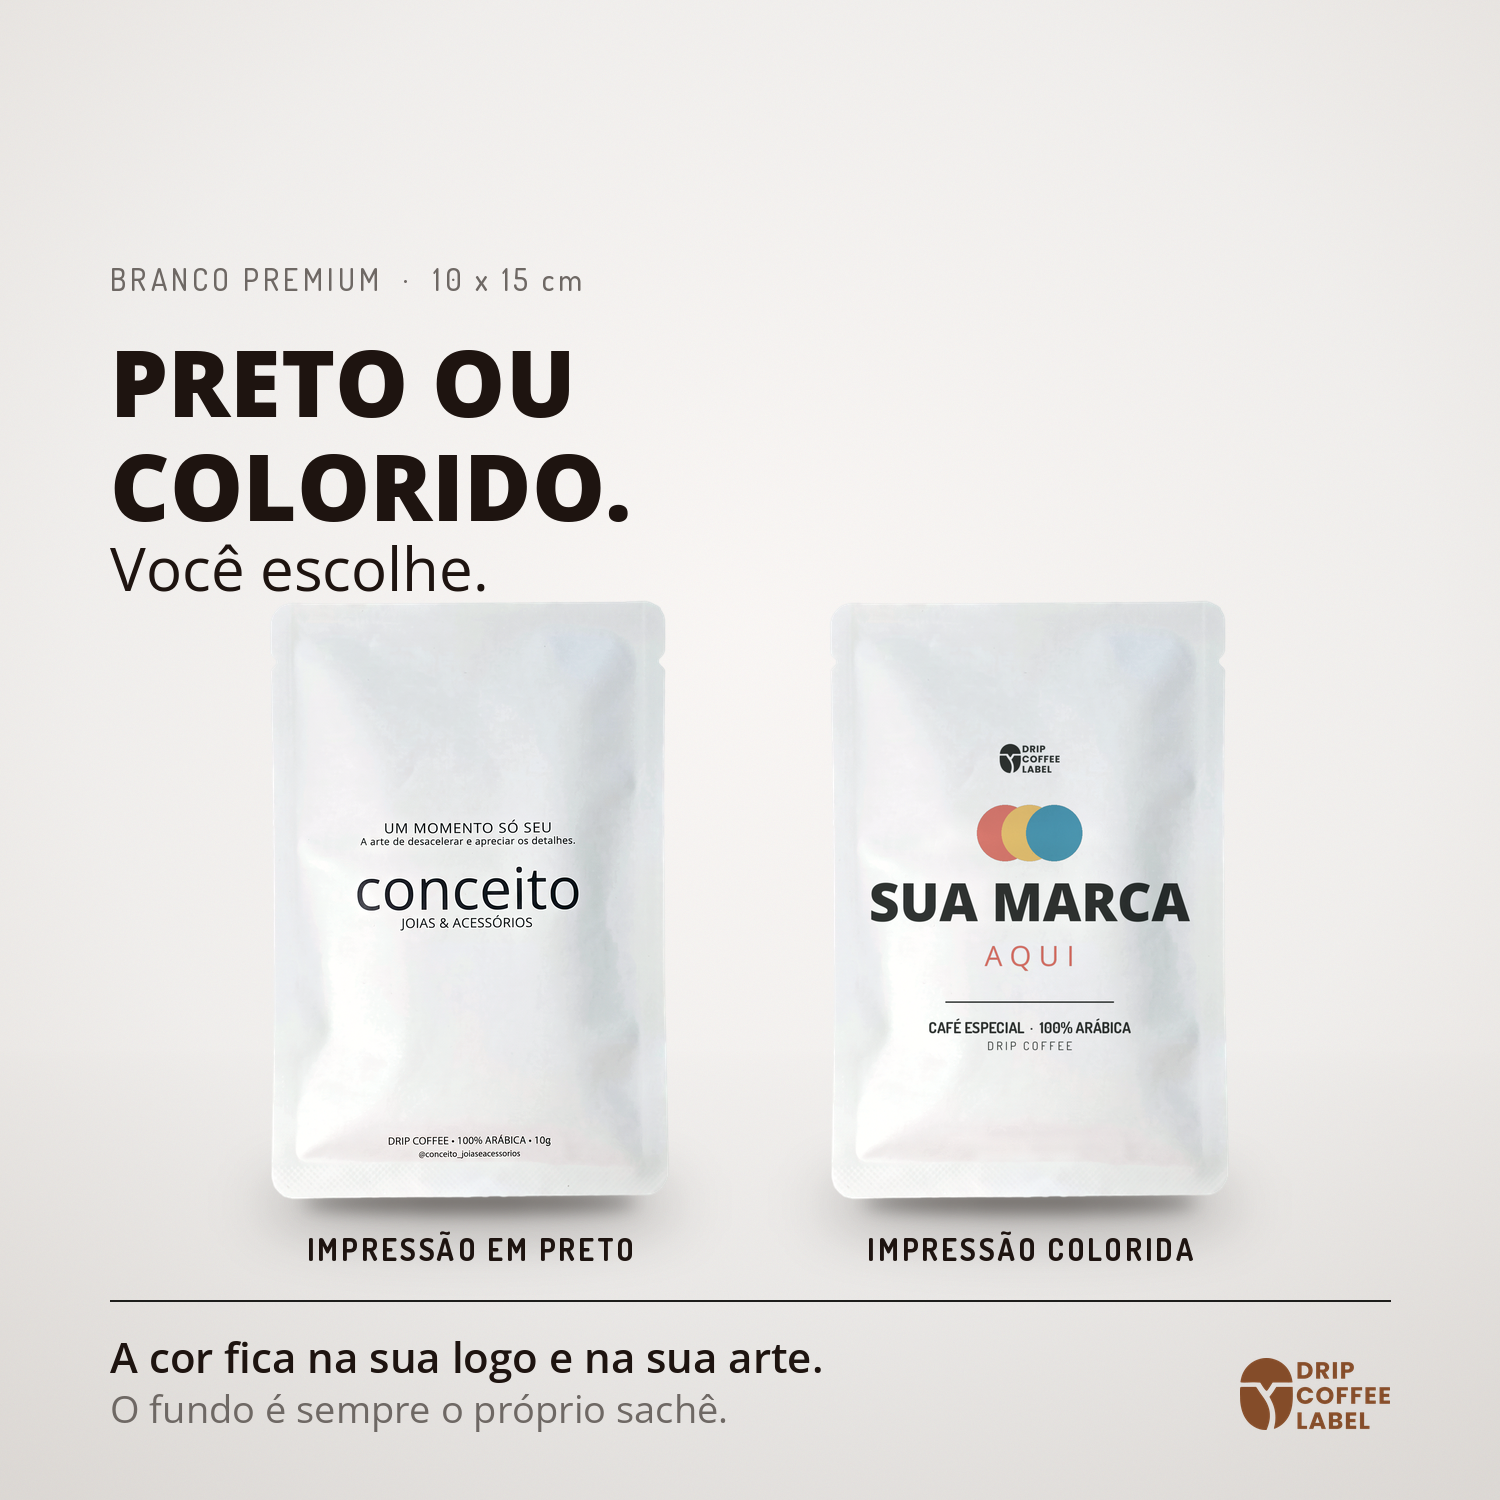 BRANCO PREMIUM · 10 x 15 cm
PRETO OU
COLORIDO.
Você escolhe.
UM MOMENTO SÓ SEU
A arte de desacelerar e apreciar os detalhes.
conceito
JOIAS & ACESSÓRIOS
DRIP COFFEE • 100% ARÁBICA • 10g
@conceito_joiaseacessorios
IMPRESSÃO EM PRETO
DRIP
COFFEE
LABEL
SUA MARCA
AQUI
CAFÉ ESPECIAL · 100% ARÁBICA
DRIP COFFEE
IMPRESSÃO COLORIDA
A cor fica na sua logo e na sua arte.
O fundo é sempre o próprio sachê.
DRIP
COFFEE
LABEL